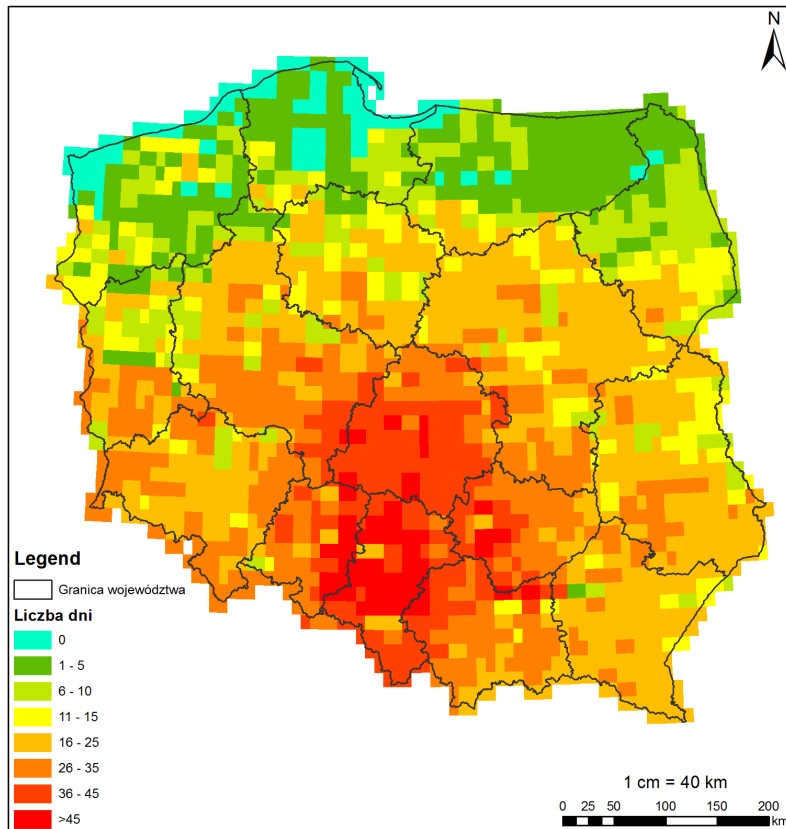 N
Legend
Granica województwa
Liczba dni
0
1 - 5
6 - 10
11 - 15
16 - 25
26 - 35
36 - 45
>45
1 cm = 40 km
0 25 50 100 150 200
km